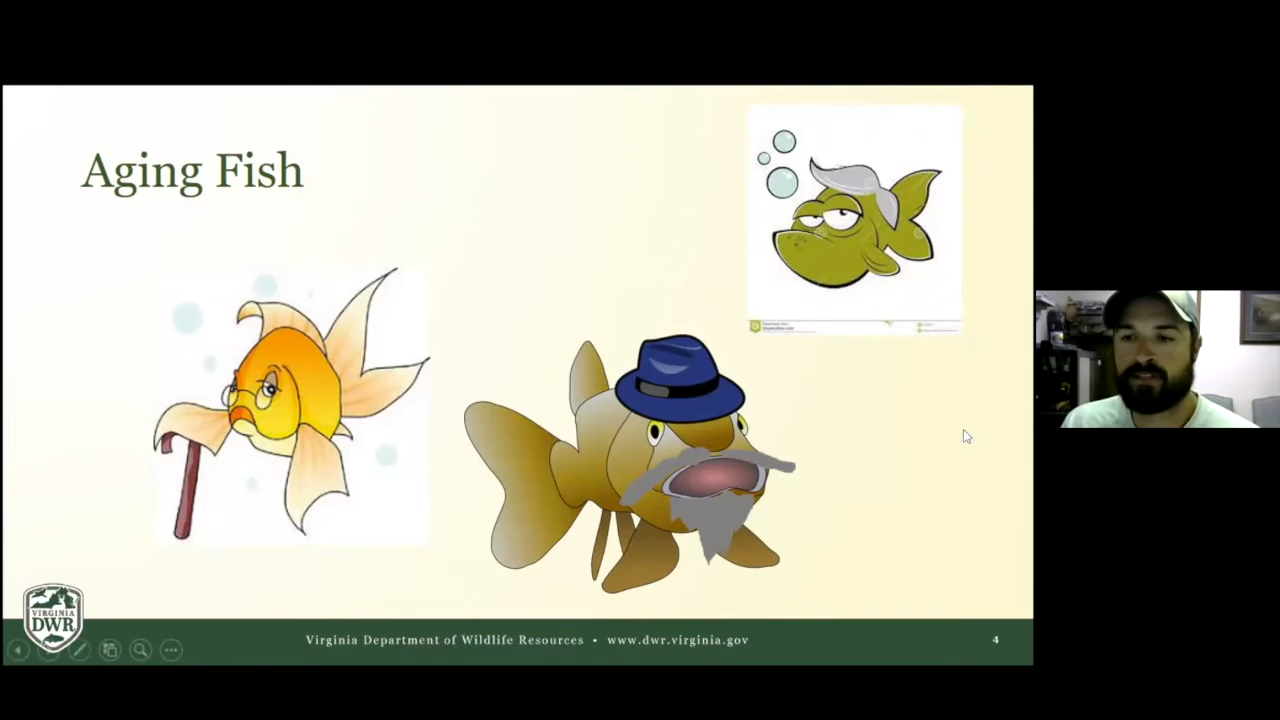 Aging Fish
VIRGINIA
DWR
Virginia Department of Wildlife Resources • www.dwr.virginia.gov
4